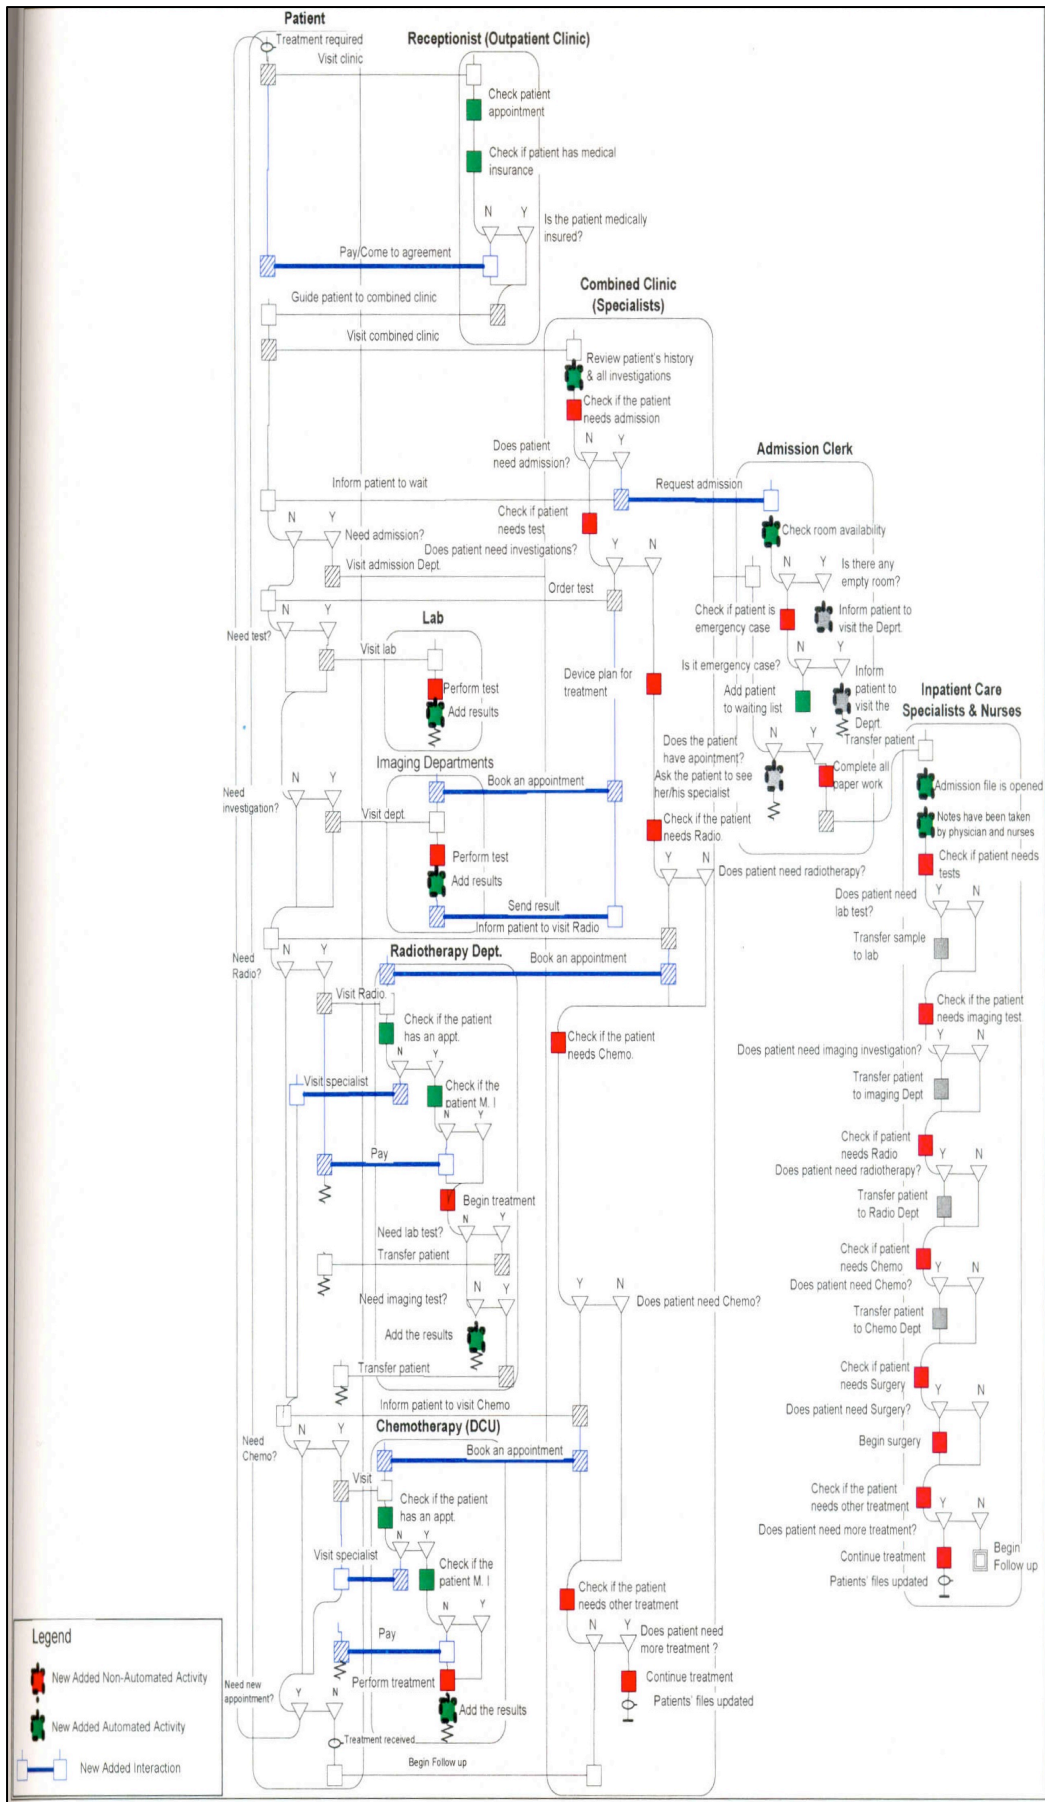 Patient
Treatment required
Visit clinic
Receptionist (Outpatient Clinic)
Check patient
appointment
Check if patient has medical
insurance
N Y
Is the patient medically
insured?
Pay/Come to agreement
Guide patient to combined clinic
Visit combined clinic
Combined Clinic
(Specialists)
Review patient's history
& all investigations
Check if the patient
needs admission
N Y
Does patient
need admission?
Inform patient to wait
Request admission
Admission Clerk
Check room availability
N Y
Is there any
empty room?
Inform patient to
visit the Deprt.
Check if patient is
emergency case
N Y
Is it emergency case?
Inform
patient to
visit the
Deprt.
Add patient
to waiting list
N Y
Does the patient
have apointment?
Ask the patient to see
her/his specialist
Complete all
paper work
Transfer patient
Check if patient
needs test
Does patient need investigations?
Y N
Order test
N Y
Need admission?
Visit admission Dept.
N Y
Need test?
Lab
Visit lab
Perform test
Add results
Device plan for
treatment
Imaging Departments
Book an appointment
N Y
Need
investigation?
Visit dept.
Perform test
Add results
Send result
Inform patient to visit Radio
Check if the patient
needs Radio.
Y N
Does patient need radiotherapy?
N Y
Need
Radio?
Radiotherapy Dept.
Book an appointment
Visit Radio.
Check if the patient
has an appt.
N Y
Visit specialist
Check if the
patient M. I
N Y
Pay
Begin treatment
N Y
Need lab test?
Transfer patient
N Y
Need imaging test?
Add the results
Transfer patient
Check if the patient
needs Chemo.
Y N
Does patient need Chemo?
Inform patient to visit Chemo
Chemotherapy (DCU)
N Y
Need
Chemo?
Book an appointment
Visit
Check if the patient
has an appt.
N Y
Visit specialist
Check if the
patient M. I
N Y
Pay
Perform treatment
Add the results
Need new
appointment?
Y N
Treatment received
Begin Follow up
Check if the patient
needs other treatment
N Y
Does patient need
more treatment ?
Continue treatment
Patients' files updated
Inpatient Care
Specialists & Nurses
Admission file is opened
Notes have been taken
by physician and nurses
Check if patient needs
tests
Y N
Does patient need
lab test?
Transfer sample
to lab
Check if the patient
needs imaging test
Y N
Does patient need imaging investigation?
Transfer patient
to imaging Dept
Check if patient
needs Radio
Y N
Does patient need radiotherapy?
Transfer patient
to Radio Dept
Check if patient
needs Chemo
Y N
Does patient need Chemo?
Transfer patient
to Chemo Dept
Check if patient
needs Surgery
Y N
Does patient need Surgery?
Begin surgery
Check if the patient
needs other treatment
Y N
Does patient need more treatment?
Continue treatment
Patients' files updated
Begin
Follow up
Legend
New Added Non-Automated Activity
New Added Automated Activity
New Added Interaction